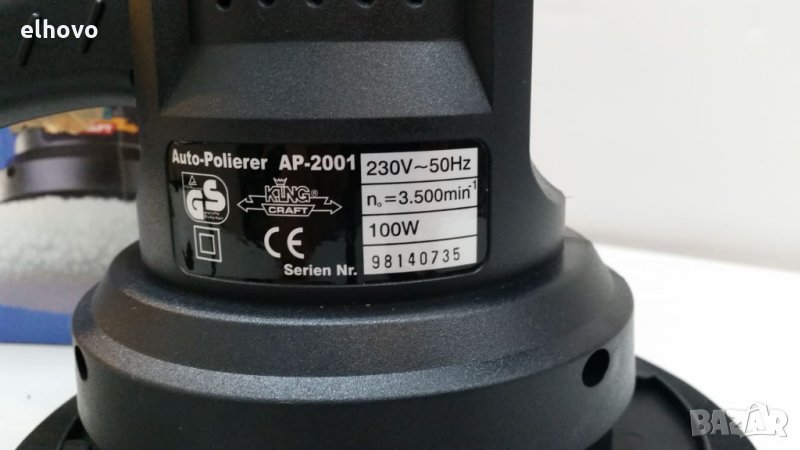 elhovo
Auto-Polierer AP-2001
230V~50Hz
GS
KING®
CRAFT
n₀=3.500min⁻¹
100W
CE
Serien Nr.
98140735
BAZAR